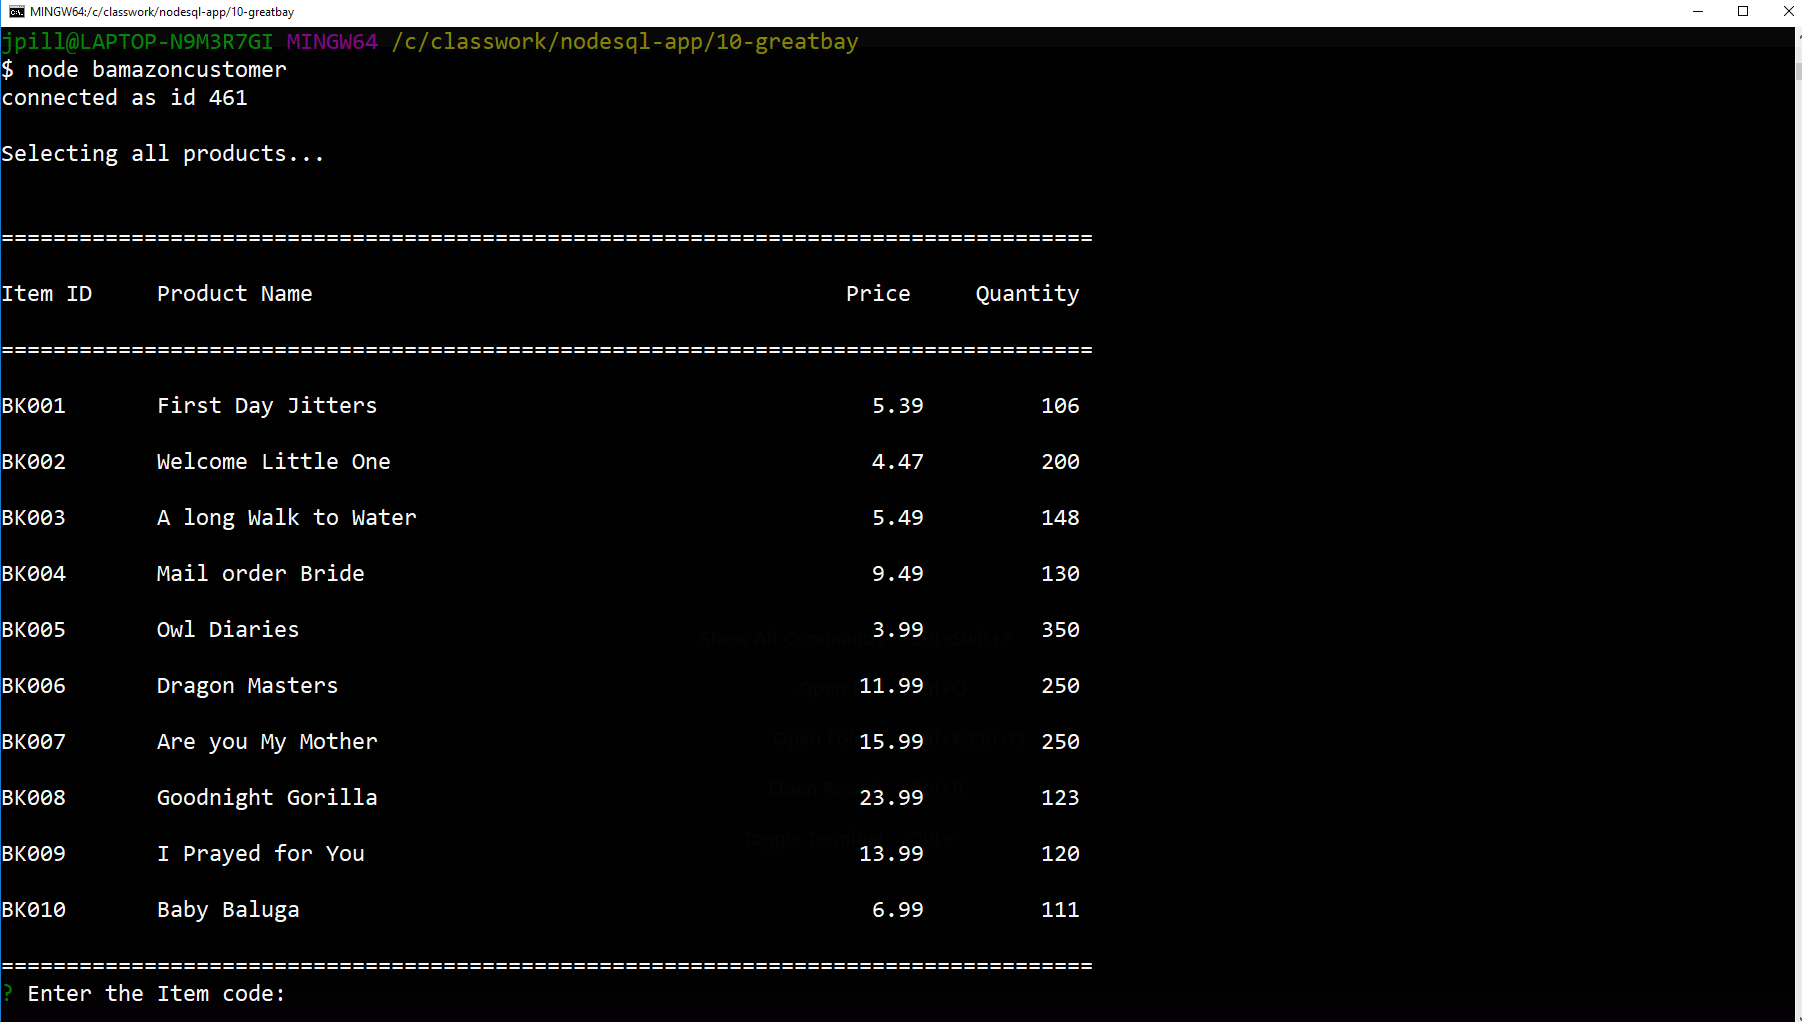 MINGW64:/c/classwork/nodesql-app/10-greatbay
jpill@LAPTOP-N9M3R7GI MINGW64 /c/classwork/nodesql-app/10-greatbay
$ node bamazoncustomer
connected as id 461
Selecting all products...
====================================================================================
Item ID     Product Name                                         Price     Quantity
====================================================================================
BK001       First Day Jitters                                      5.39         106
BK002       Welcome Little One                                     4.47         200
BK003       A long Walk to Water                                   5.49         148
BK004       Mail order Bride                                       9.49         130
BK005       Owl Diaries                                            3.99         350
BK006       Dragon Masters                                        11.99         250
BK007       Are you My Mother                                     15.99         250
BK008       Goodnight Gorilla                                     23.99         123
BK009       I Prayed for You                                      13.99         120
BK010       Baby Baluga                                            6.99         111
====================================================================================
? Enter the Item code: